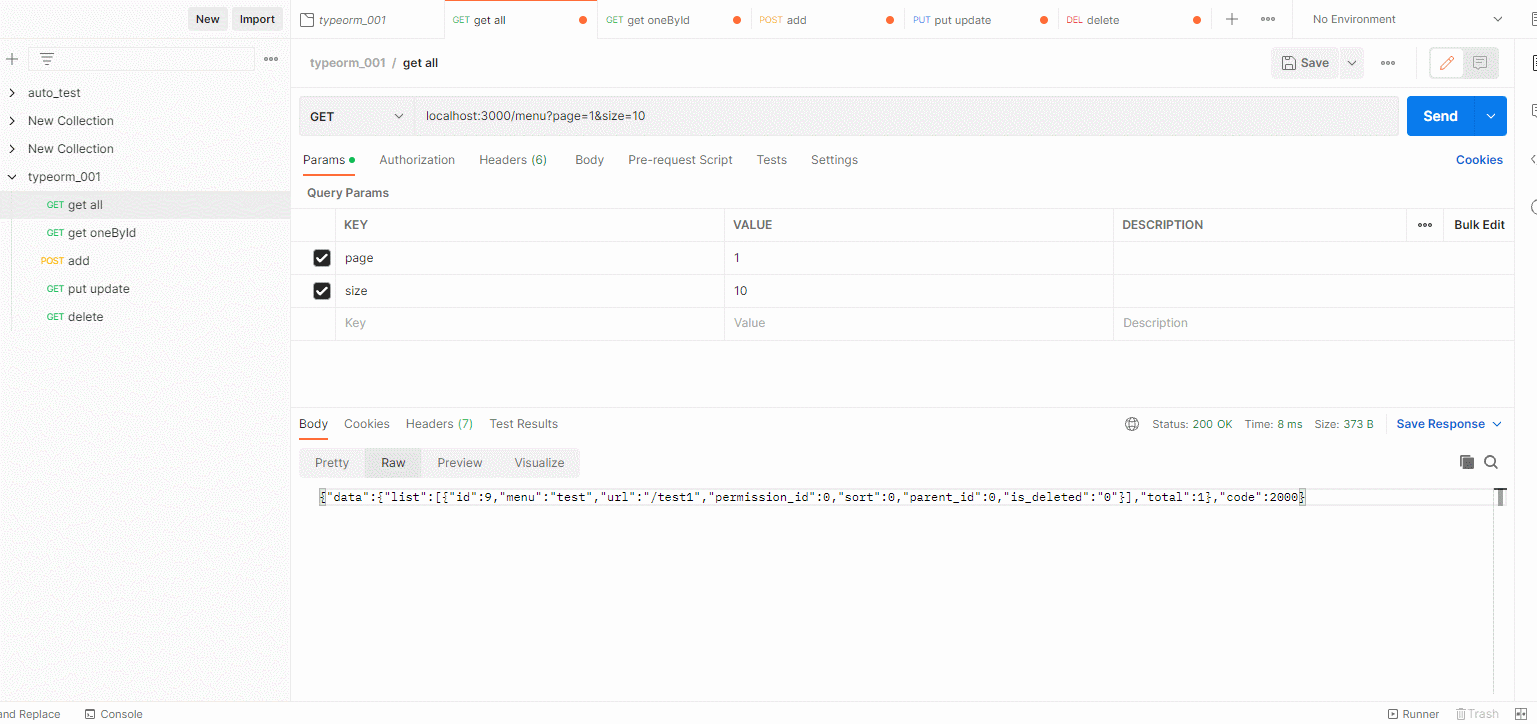 New Import typeorm_001 GET get all GET get oneById POST add PUT put update DEL delete No Environment
typeorm_001 / get all Save
auto_test
New Collection
New Collection
typeorm_001
GET get all
GET get oneById
POST add
GET put update
GET delete
GET localhost:3000/menu?page=1&size=10 Send
Params Authorization Headers (6) Body Pre-request Script Tests Settings Cookies
Query Params
KEY VALUE DESCRIPTION Bulk Edit
page 1
size 10
Key Value Description
Body Cookies Headers (7) Test Results Status: 200 OK Time: 8 ms Size: 373 B Save Response
Pretty Raw Preview Visualize
{"data":{"list":[{"id":9,"menu":"test","url":"/test1","permission_id":0,"sort":0,"parent_id":0,"is_deleted":"0"}],"total":1},"code":2000}
and Replace Console Runner Trash